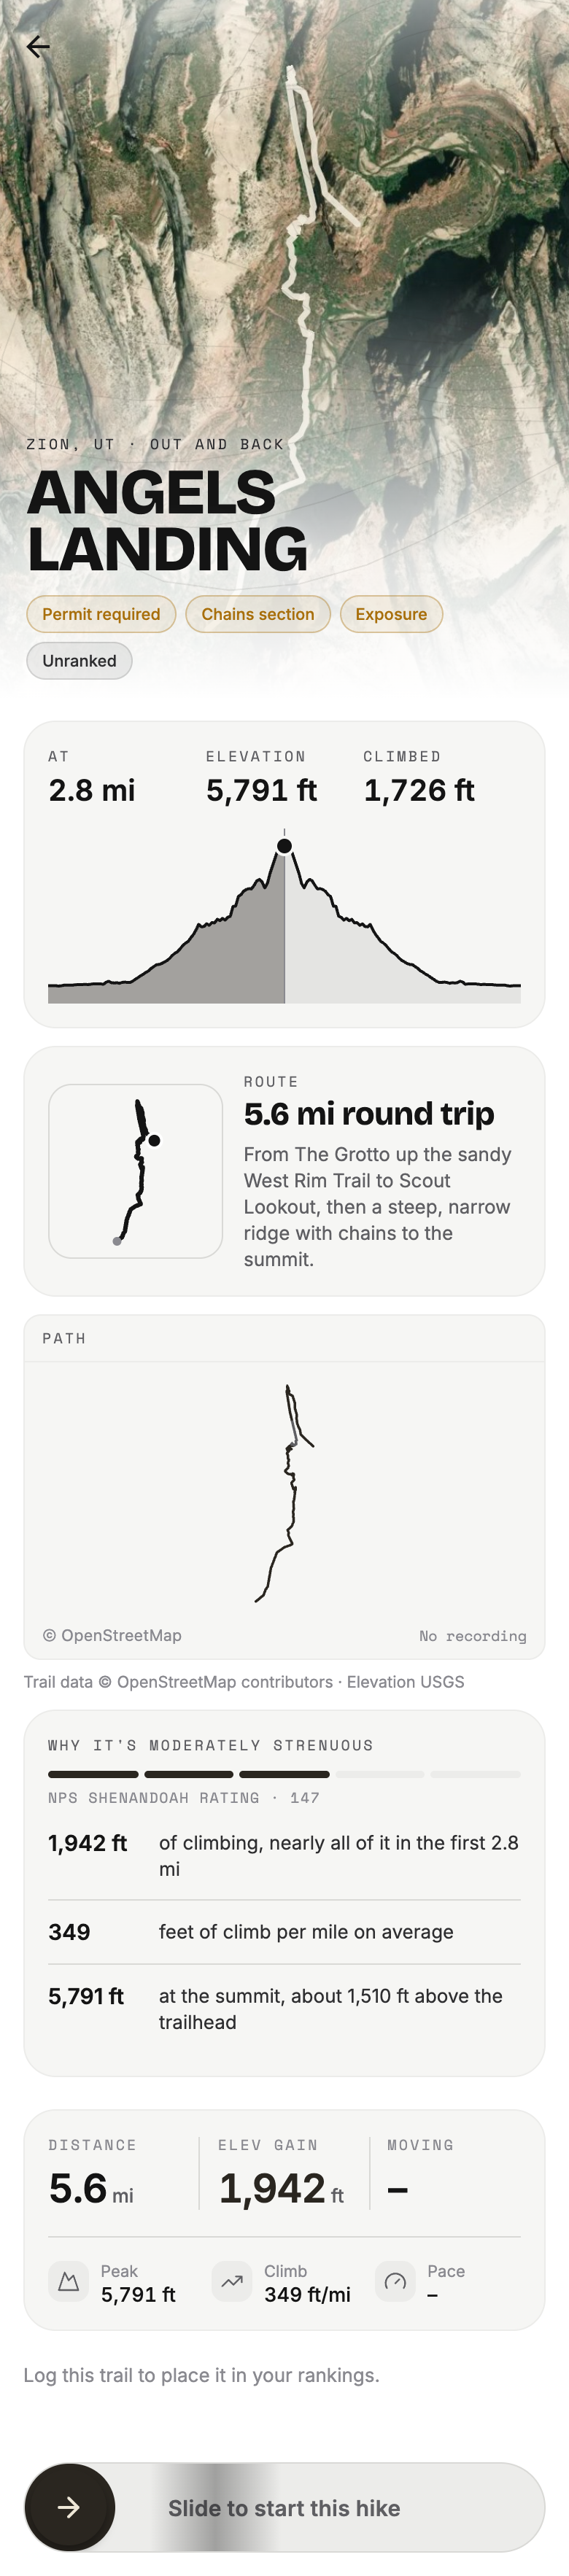 ZION, UT · OUT AND BACK
ANGELS
LANDING
Permit required
Chains section
Exposure
Unranked
AT
ELEVATION
CLIMBED
2.8 mi
5,791 ft
1,726 ft
ROUTE
5.6 mi round trip
From The Grotto up the sandy
West Rim Trail to Scout
Lookout, then a steep, narrow
ridge with chains to the
summit.
PATH
© OpenStreetMap
No recording
Trail data © OpenStreetMap contributors · Elevation USGS
WHY IT'S MODERATELY STRENUOUS
NPS SHENANDOAH RATING · 147
1,942 ft
of climbing, nearly all of it in the first 2.8
mi
349
feet of climb per mile on average
5,791 ft
at the summit, about 1,510 ft above the
trailhead
DISTANCE
ELEV GAIN
MOVING
5.6 mi
1,942 ft
–
Peak
5,791 ft
Climb
349 ft/mi
Pace
–
Log this trail to place it in your rankings.
Slide to start this hike